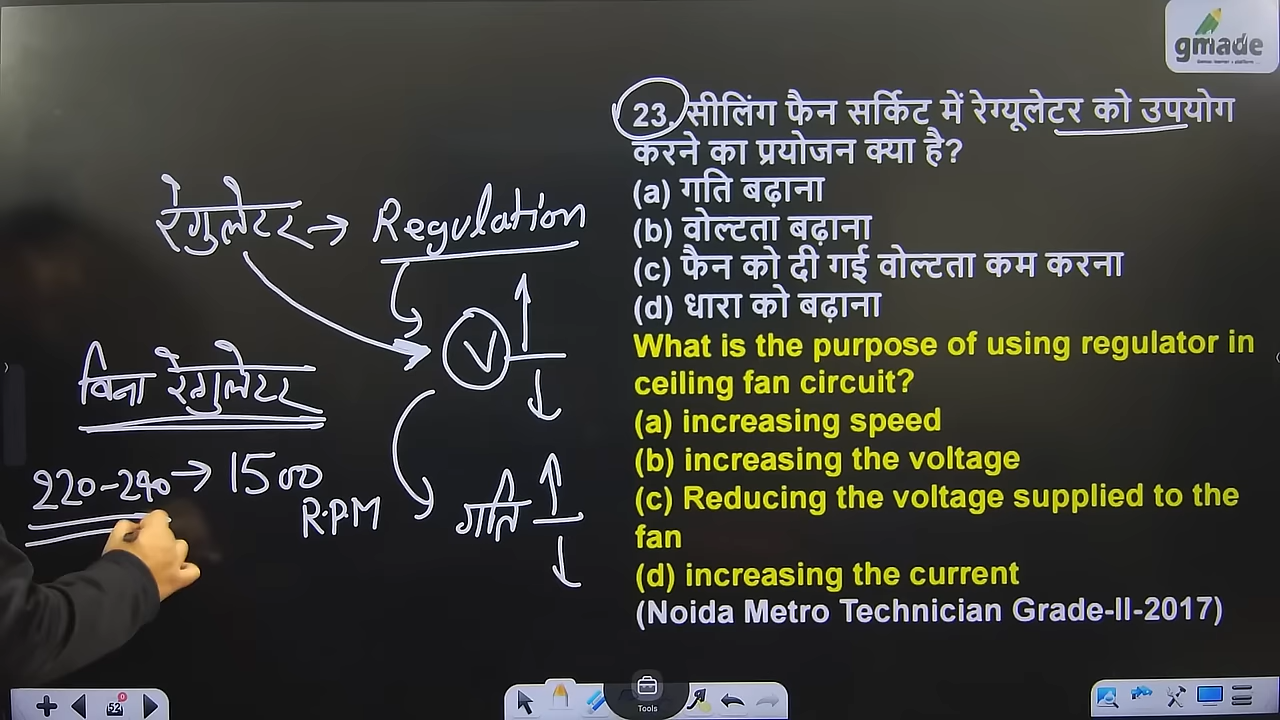 gmade
23. सीलिंग फैन सर्किट में रेग्यूलेटर को उपयोग
करने का प्रयोजन क्या है?
(a) गति बढ़ाना
(b) वोल्टता बढ़ाना
(c) फैन को दी गई वोल्टता कम करना
(d) धारा को बढ़ाना
What is the purpose of using regulator in
ceiling fan circuit?
(a) increasing speed
(b) increasing the voltage
(c) Reducing the voltage supplied to the
fan
(d) increasing the current
(Noida Metro Technician Grade-II-2017)
रेगुलेटर → Regulation
V
बिना रेगुलेटर
220-240 → 1500
R.P.M
गति
52
Tools